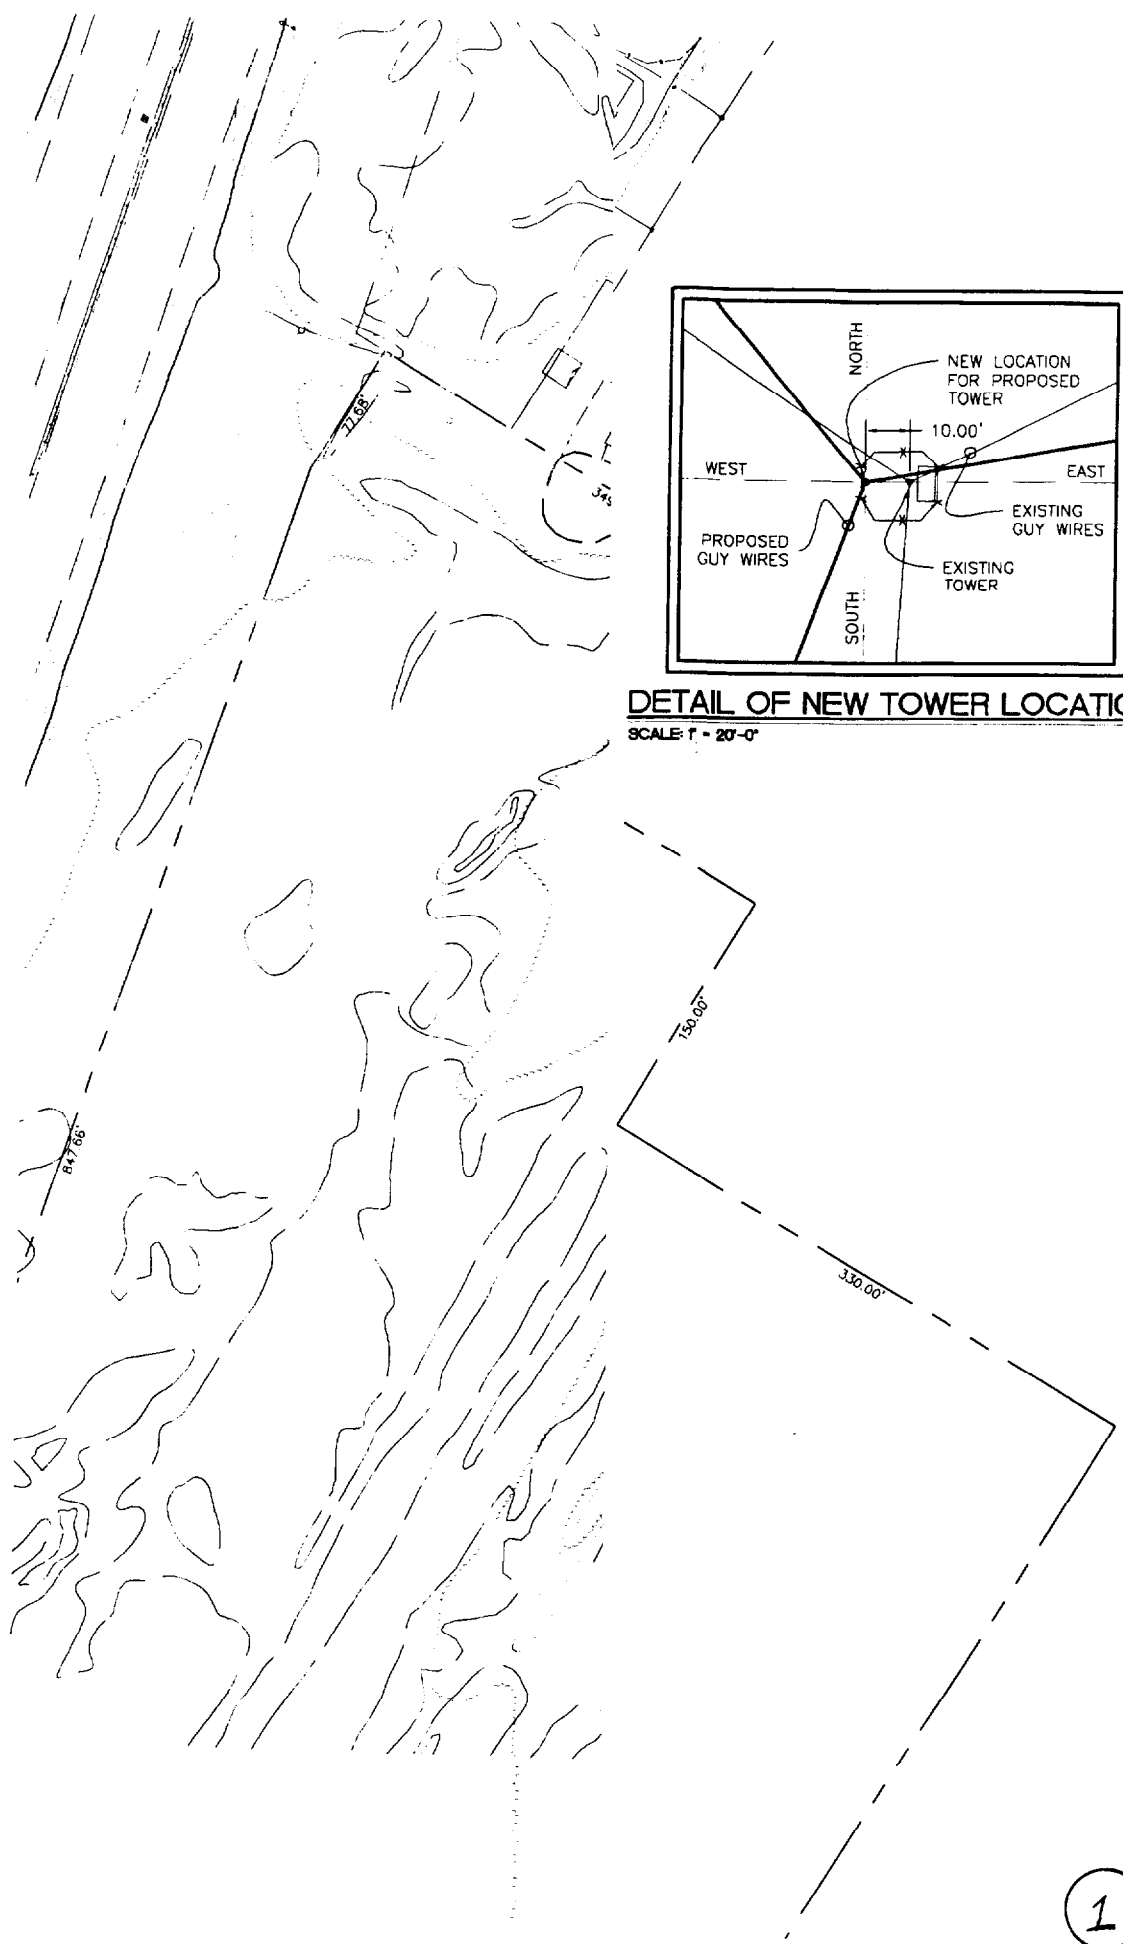 77.68'
NORTH
NEW LOCATION
FOR PROPOSED
TOWER
10.00'
WEST
EAST
PROPOSED
GUY WIRES
EXISTING
GUY WIRES
EXISTING
TOWER
SOUTH
DETAIL OF NEW TOWER LOCATIO
SCALE: 1" = 20'-0"
150.00'
847.66'
330.00'
1